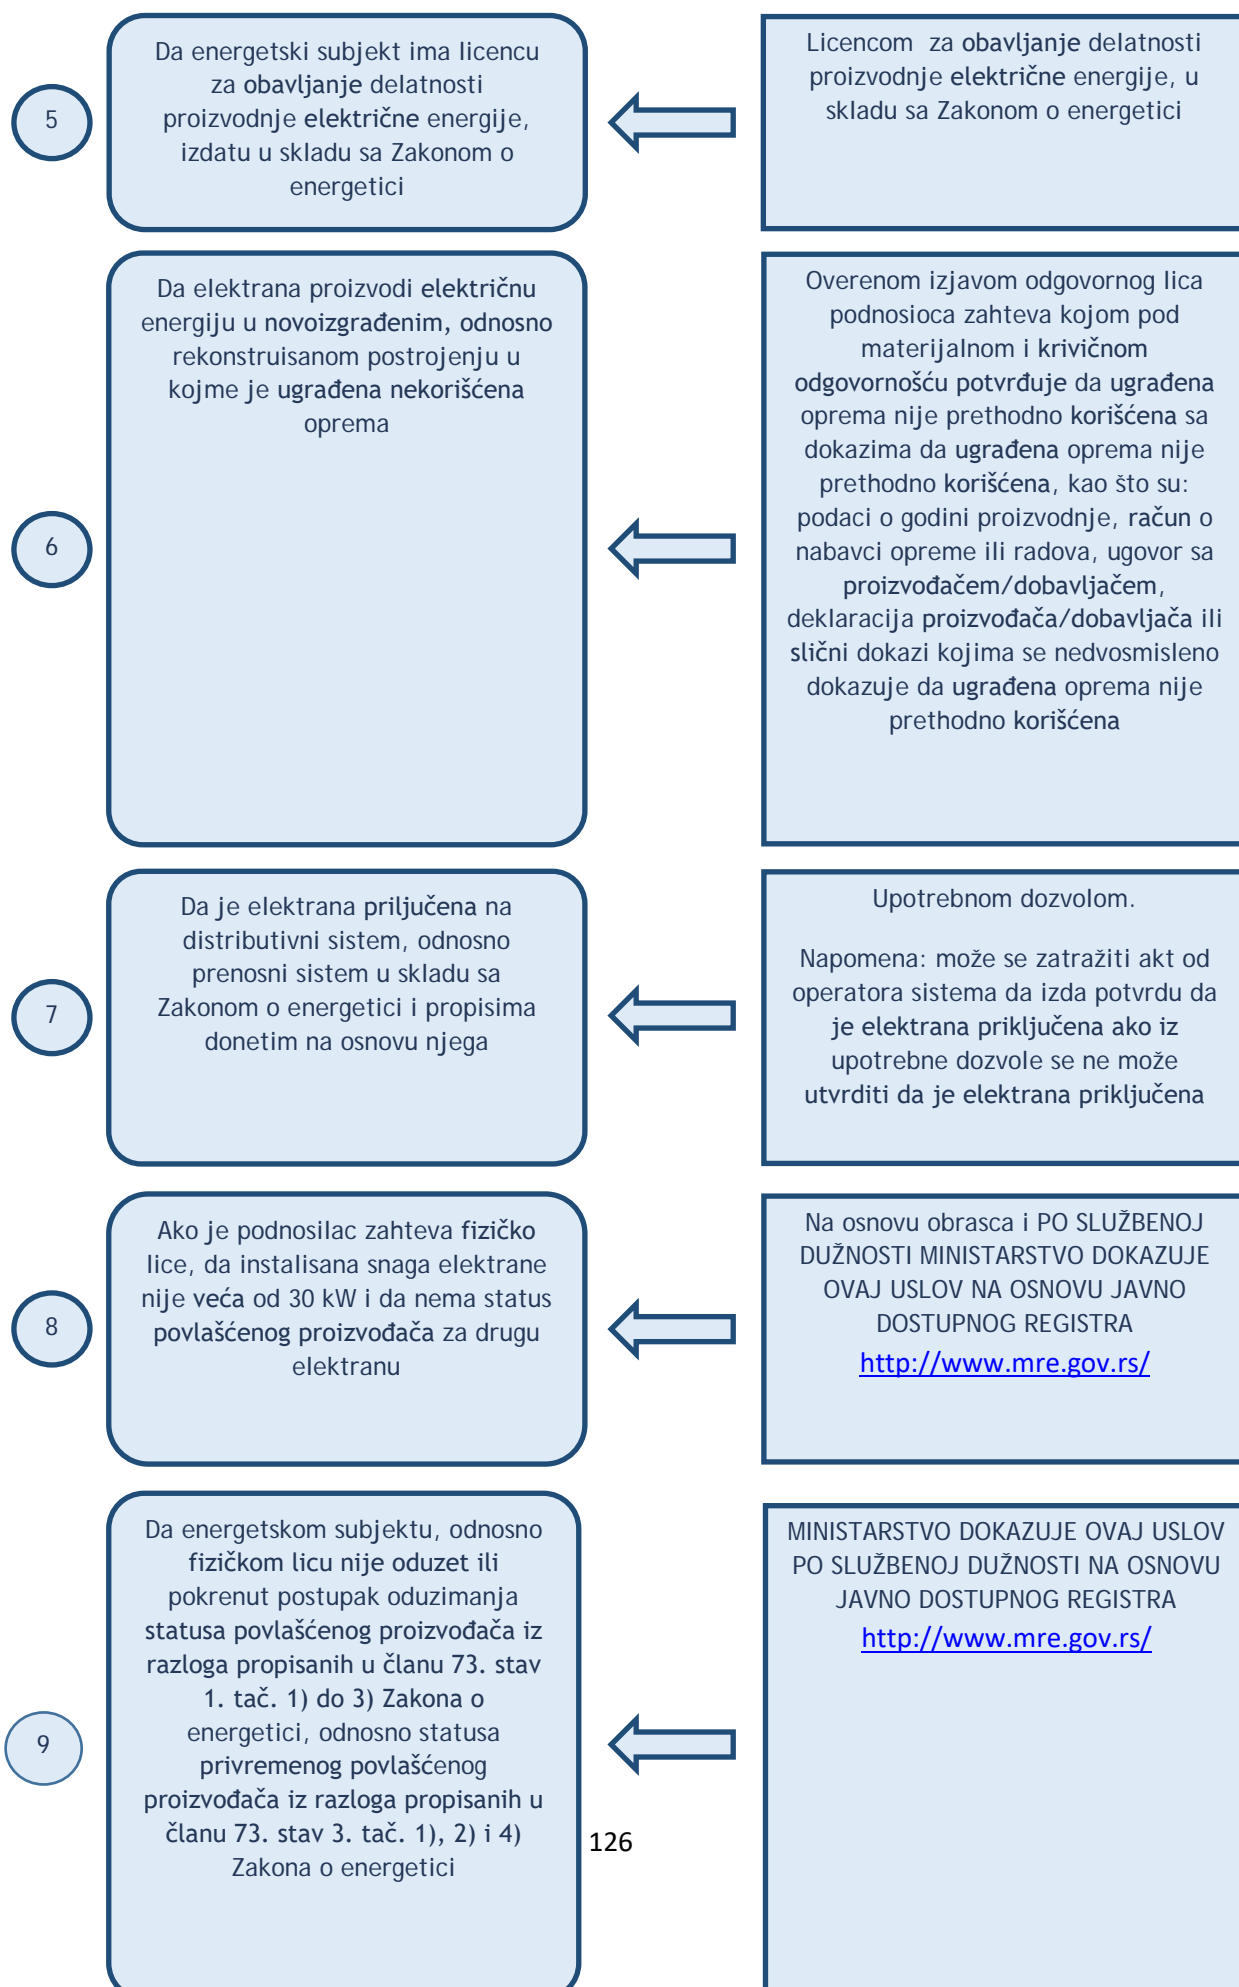 5
Da energetski subjekt ima licencu
za obavljanje delatnosti
proizvodnje električne energije,
izdatu u skladu sa Zakonom o
energetici
Licencom za obavljanje delatnosti
proizvodnje električne energije, u
skladu sa Zakonom o energetici
6
Da elektrana proizvodi električnu
energiju u novoizgrađenim, odnosno
rekonstruisanom postrojenju u
kojme je ugrađena nekorišćena
oprema
Overenom izjavom odgovornog lica
podnosioca zahteva kojom pod
materijalnom i krivičnom
odgovornošću potvrđuje da ugrađena
oprema nije prethodno korišćena sa
dokazima da ugrađena oprema nije
prethodno korišćena, kao što su:
podaci o godini proizvodnje, račun o
nabavci opreme ili radova, ugovor sa
proizvođačem/dobavljačem,
deklaracija proizvođača/dobavljača ili
slični dokazi kojima se nedvosmisleno
dokazuje da ugrađena oprema nije
prethodno korišćena
7
Da je elektrana priljučena na
distributivni sistem, odnosno
prenosni sistem u skladu sa
Zakonom o energetici i propisima
donetim na osnovu njega
Upotrebnom dozvolom.
Napomena: može se zatražiti akt od
operatora sistema da izda potvrdu da
je elektrana priključena ako iz
upotrebne dozvole se ne može
utvrditi da je elektrana priključena
8
Ako je podnosilac zahteva fizičko
lice, da instalisana snaga elektrane
nije veća od 30 kW i da nema status
povlašćenog proizvođača za drugu
elektranu
Na osnovu obrasca i PO SLUŽBENOJ
DUŽNOSTI MINISTARSTVO DOKAZUJE
OVAJ USLOV NA OSNOVU JAVNO
DOSTUPNOG REGISTRA
http://www.mre.gov.rs/
9
Da energetskom subjektu, odnosno
fizičkom licu nije oduzet ili
pokrenut postupak oduzimanja
statusa povlašćenog proizvođača iz
razloga propisanih u članu 73. stav
1. tač. 1) do 3) Zakona o
energetici, odnosno statusa
privremenog povlašćenog
proizvođača iz razloga propisanih u
članu 73. stav 3. tač. 1), 2) i 4)
Zakona o energetici
MINISTARSTVO DOKAZUJE OVAJ USLOV
PO SLUŽBENOJ DUŽNOSTI NA OSNOVU
JAVNO DOSTUPNOG REGISTRA
http://www.mre.gov.rs/
126